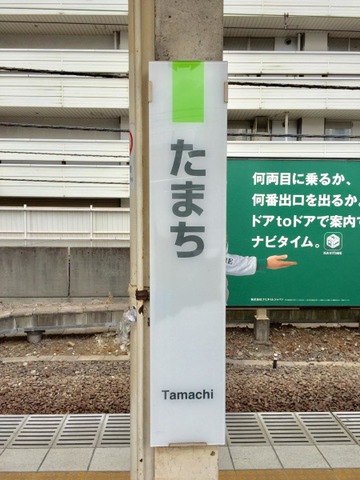 たまち
Tamachi
何両目に乗るか、
何番出口を出るか。
ドアtoドアで案内す
ナビタイム。
NAVITIME